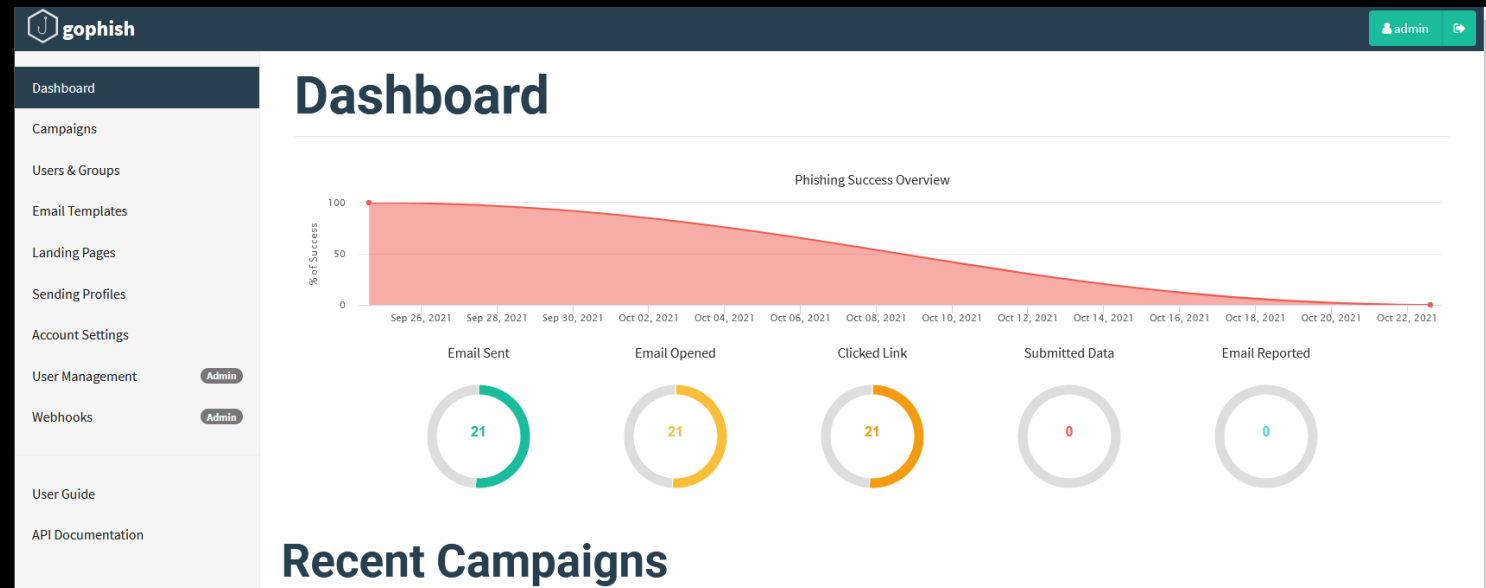 gophish
admin
Dashboard
Campaigns
Users & Groups
Email Templates
Landing Pages
Sending Profiles
Account Settings
User Management Admin
Webhooks Admin
User Guide
API Documentation
Dashboard
Phishing Success Overview
% of Success
100
50
0
Sep 26, 2021 Sep 28, 2021 Sep 30, 2021 Oct 02, 2021 Oct 04, 2021 Oct 06, 2021 Oct 08, 2021 Oct 10, 2021 Oct 12, 2021 Oct 14, 2021 Oct 16, 2021 Oct 18, 2021 Oct 20, 2021 Oct 22, 2021
Email Sent Email Opened Clicked Link Submitted Data Email Reported
21 21 21 0 0
Recent Campaigns